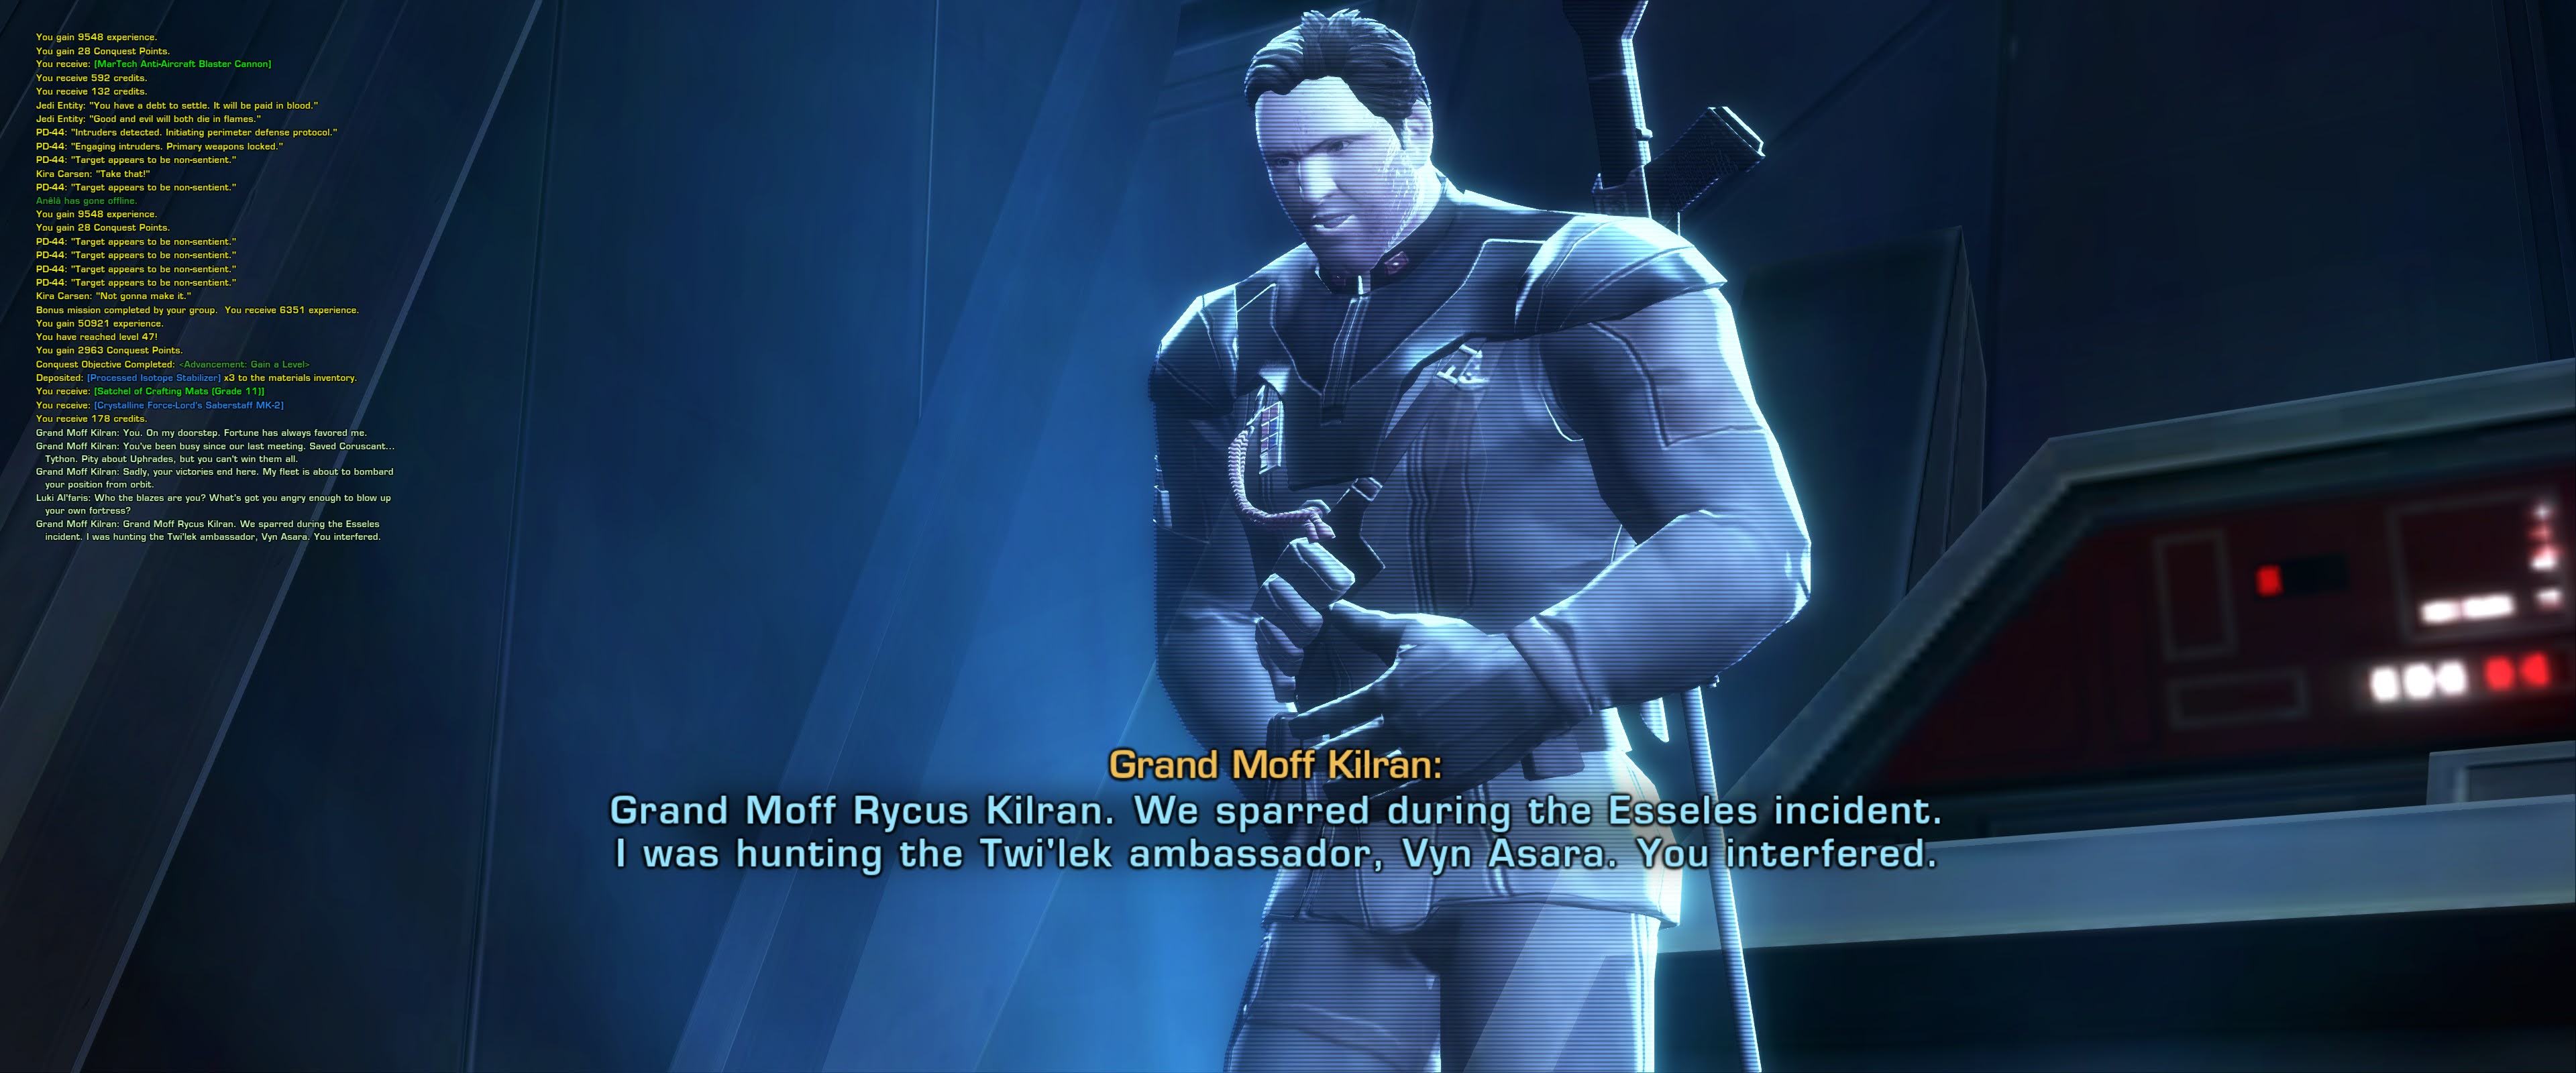 You gain 9548 experience.
You gain 28 Conquest Points.
You receive: [MarTech Anti-Aircraft Blaster Cannon]
You receive 592 credits.
You receive 132 credits.
Jedi Entity: "You have a debt to settle. It will be paid in blood."
Jedi Entity: "Good and evil will both die in flames."
PD-44: "Intruders detected. Initiating perimeter defense protocol."
PD-44: "Engaging intruders. Primary weapons locked."
PD-44: "Target appears to be non-sentient."
Kira Carsen: "Take that!"
PD-44: "Target appears to be non-sentient."
Anêlâ has gone offline.
You gain 9548 experience.
You gain 28 Conquest Points.
PD-44: "Target appears to be non-sentient."
PD-44: "Target appears to be non-sentient."
PD-44: "Target appears to be non-sentient."
PD-44: "Target appears to be non-sentient."
Kira Carsen: "Not gonna make it."
Bonus mission completed by your group.  You receive 6351 experience.
You gain 50921 experience.
You have reached level 47!
You gain 2963 Conquest Points.
Conquest Objective Completed: <Advancement: Gain a Level>
Deposited: [Processed Isotope Stabilizer] x3 to the materials inventory.
You receive: [Satchel of Crafting Mats (Grade 11)]
You receive: [Crystalline Force-Lord's Saberstaff MK-2]
You receive 178 credits.
Grand Moff Kilran: You. On my doorstep. Fortune has always favored me.
Grand Moff Kilran: You've been busy since our last meeting. Saved Coruscant...
Tython. Pity about Uphrades, but you can't win them all.
Grand Moff Kilran: Sadly, your victories end here. My fleet is about to bombard
your position from orbit.
Luki Al'faris: Who the blazes are you? What's got you angry enough to blow up
your own fortress?
Grand Moff Kilran: Grand Moff Rycus Kilran. We sparred during the Esseles
incident. I was hunting the Twi'lek ambassador, Vyn Asara. You interfered.
Grand Moff Kilran:
Grand Moff Rycus Kilran. We sparred during the Esseles incident.
I was hunting the Twi'lek ambassador, Vyn Asara. You interfered.